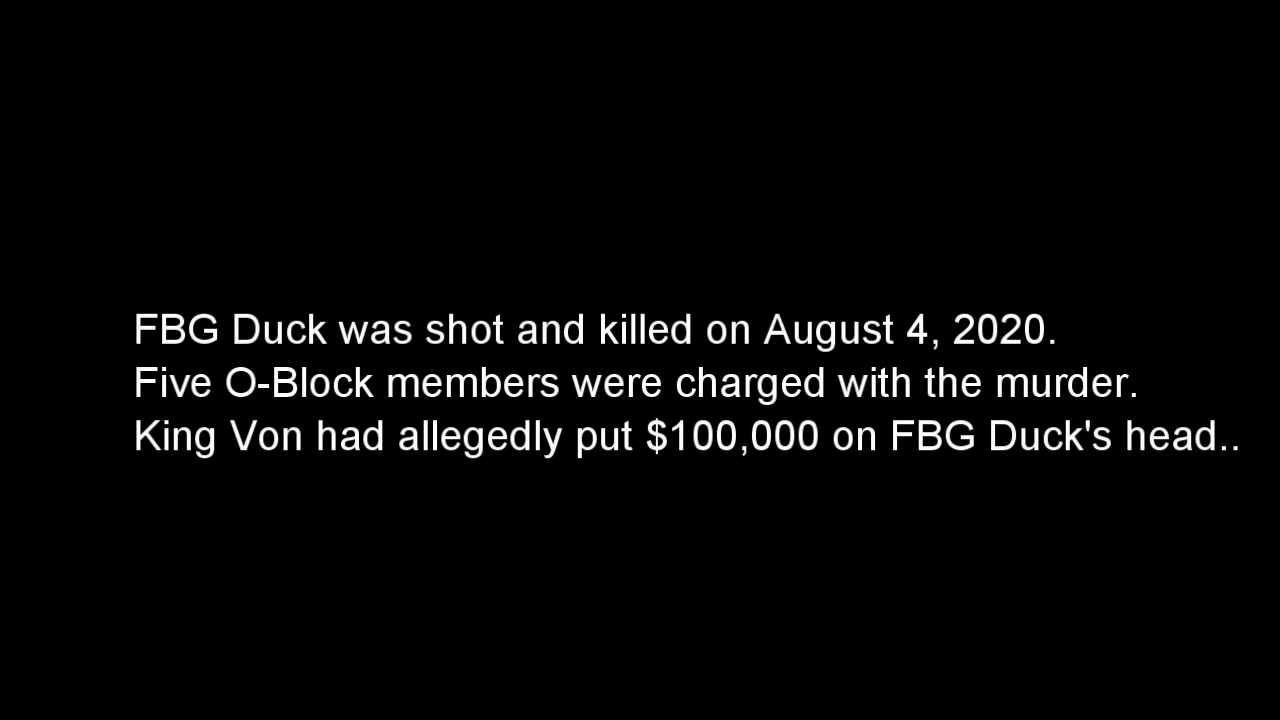 FBG Duck was shot and killed on August 4, 2020.
Five O-Block members were charged with the murder.
King Von had allegedly put $100,000 on FBG Duck's head..